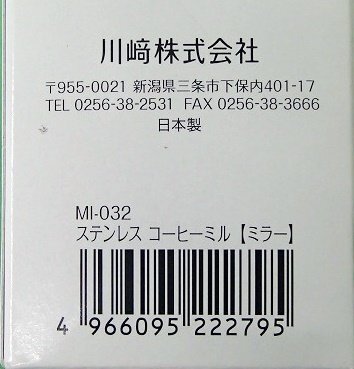 川﨑株式会社
〒955-0021 新潟県三条市下保内401-17
TEL 0256-38-2531 FAX 0256-38-3666
日本製
MI-032
ステンレス コーヒーミル【ミラー】
4 966095 222795